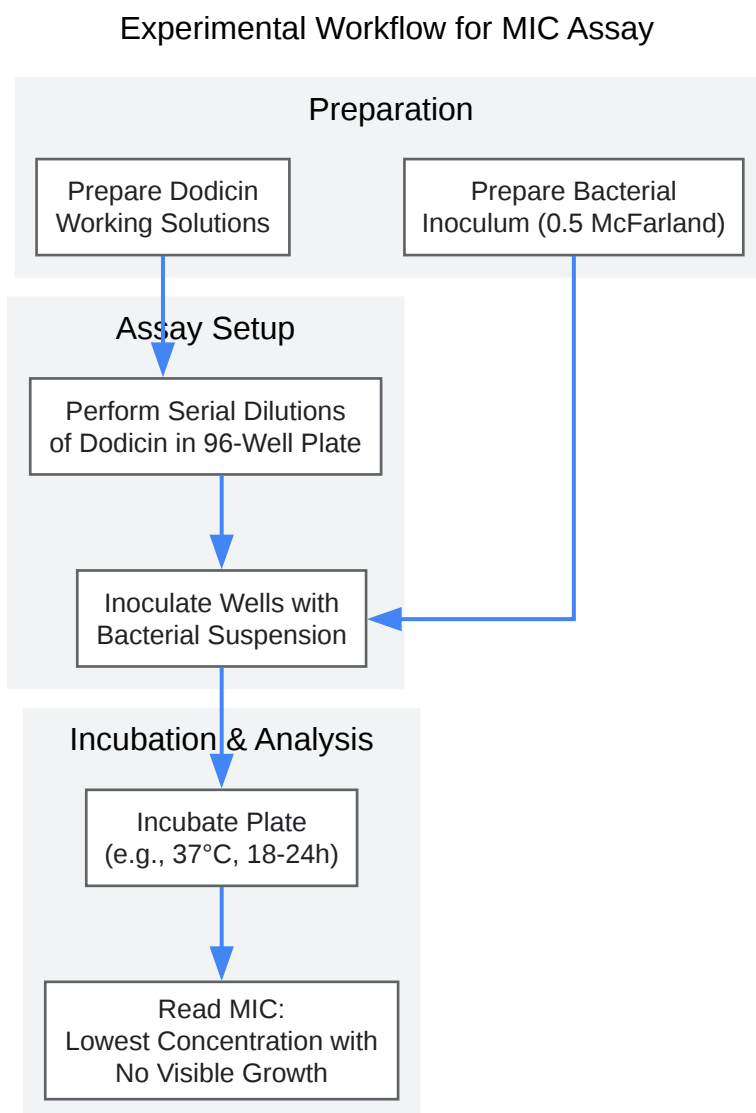 Experimental Workflow for MIC Assay
Preparation
Prepare Dodicin
Working Solutions
Prepare Bacterial
Inoculum (0.5 McFarland)
Assay Setup
Perform Serial Dilutions
of Dodicin in 96-Well Plate
Inoculate Wells with
Bacterial Suspension
Incubation & Analysis
Incubate Plate
(e.g., 37°C, 18-24h)
Read MIC:
Lowest Concentration with
No Visible Growth